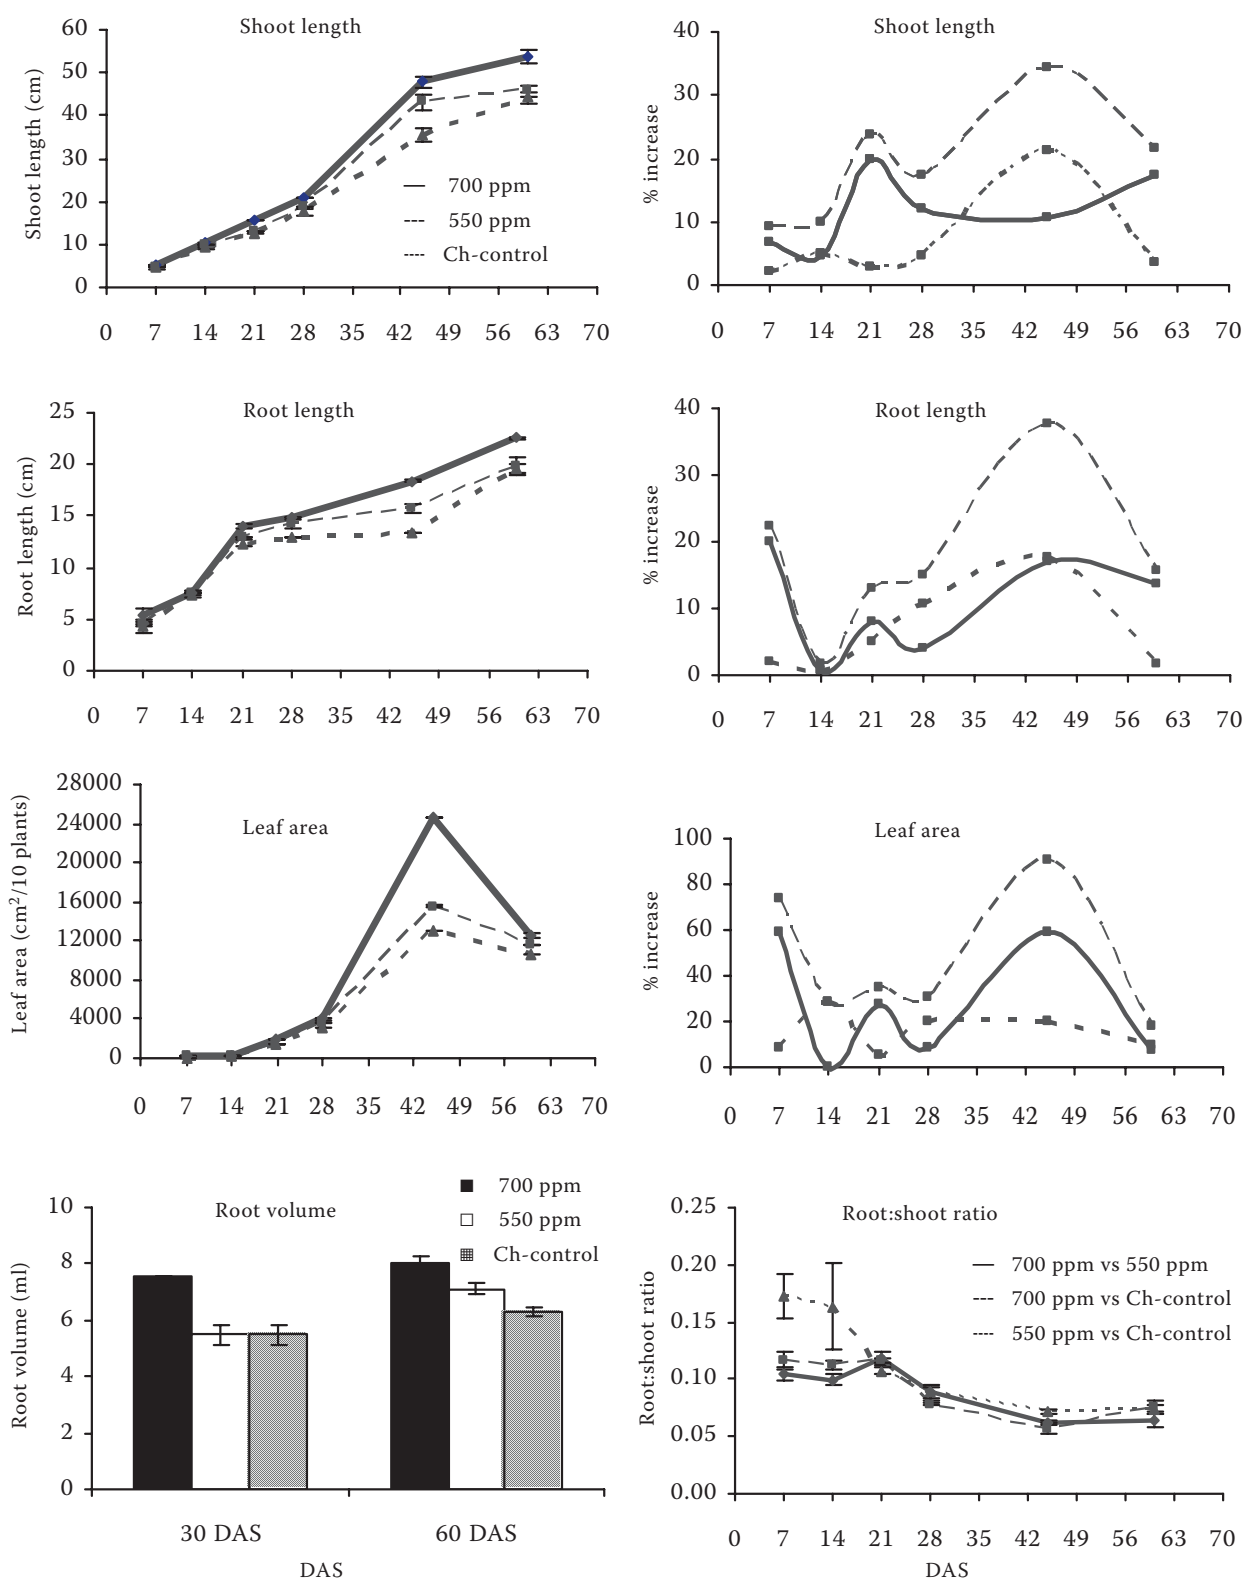 Shoot length
Shoot length (cm)
60
50
40
30
20
10
0
700 ppm
550 ppm
Ch-control
0 7 14 21 28 35 42 49 56 63 70
Shoot length
% increase
40
30
20
10
0
0 7 14 21 28 35 42 49 56 63 70
Root length
Root length (cm)
25
20
15
10
5
0
0 7 14 21 28 35 42 49 56 63 70
Root length
% increase
40
30
20
10
0
0 7 14 21 28 35 42 49 56 63 70
Leaf area
Leaf area (cm²/10 plants)
28000
24000
20000
16000
12000
8000
4000
0
0 7 14 21 28 35 42 49 56 63 70
Leaf area
% increase
100
80
60
40
20
0
0 7 14 21 28 35 42 49 56 63 70
Root volume
Root volume (ml)
10
8
6
4
2
0
700 ppm
550 ppm
Ch-control
30 DAS 60 DAS
DAS
Root:shoot ratio
Root:shoot ratio
0.25
0.20
0.15
0.10
0.05
0.00
700 ppm vs 550 ppm
700 ppm vs Ch-control
550 ppm vs Ch-control
0 7 14 21 28 35 42 49 56 63 70
DAS